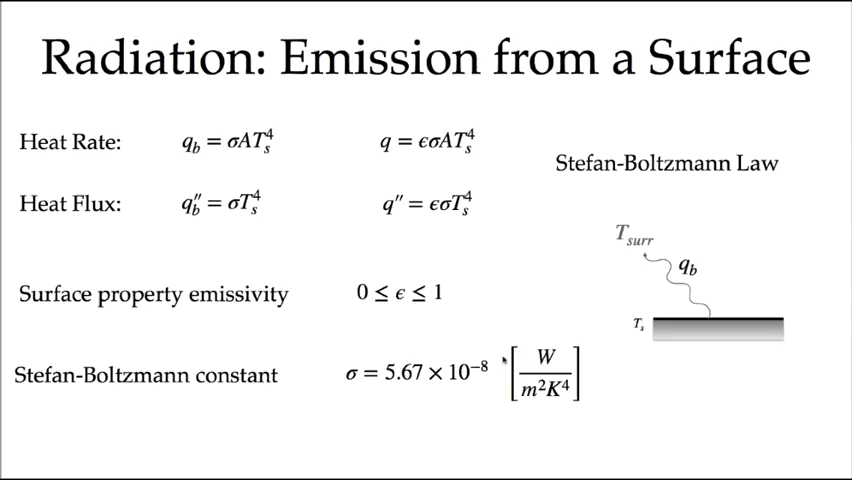 Radiation: Emission from a Surface
Heat Rate: q_b = σAT_s^4 q = ϵσAT_s^4
Stefan-Boltzmann Law
Heat Flux: q_b'' = σT_s^4 q'' = ϵσT_s^4
T_surr
q_b
Surface property emissivity 0 ≤ ϵ ≤ 1
T_s
Stefan-Boltzmann constant σ = 5.67 × 10^−8 [W / m^2K^4]